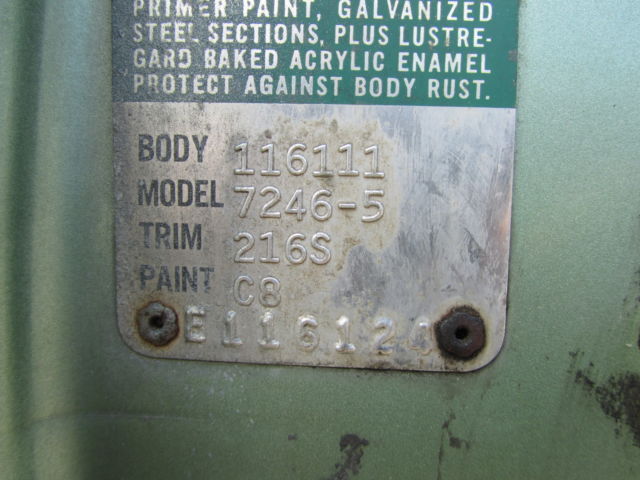 PRIMER PAINT, GALVANIZED
STEEL SECTIONS, PLUS LUSTRE-
GARD BAKED ACRYLIC ENAMEL
PROTECT AGAINST BODY RUST.
BODY 116111
MODEL 7246-5
TRIM 216S
PAINT C8
E116124